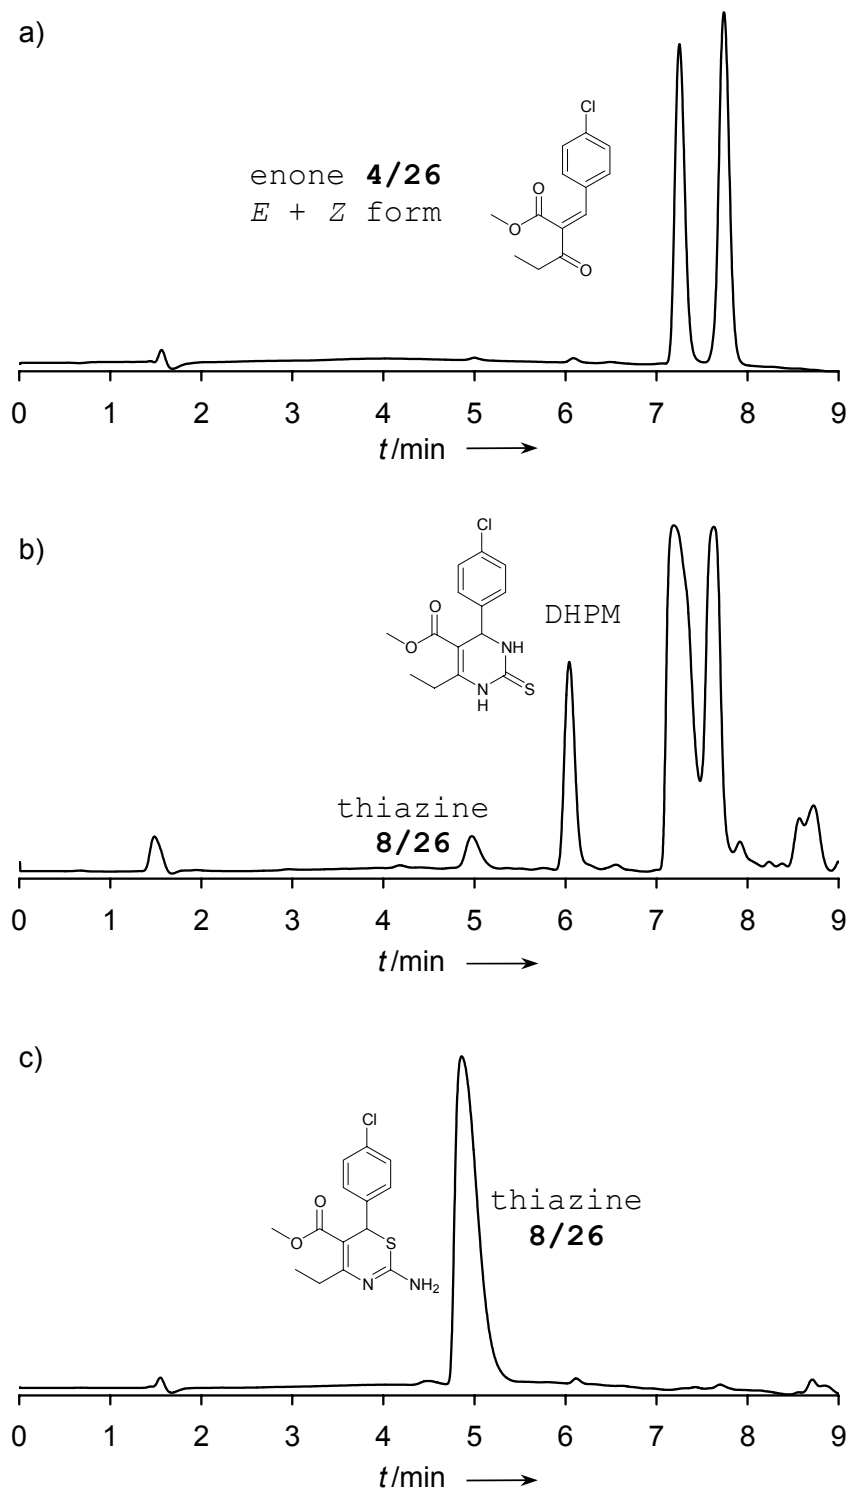 a)
Cl
enone 4/26
E + Z form
O
O
O
0 1 2 3 4 5 6 7 8 9
t/min
b)
Cl
DHPM
O
O
NH
N
H
S
thiazine
8/26
0 1 2 3 4 5 6 7 8 9
t/min
c)
Cl
thiazine
8/26
O
O
S
N
NH2
0 1 2 3 4 5 6 7 8 9
t/min